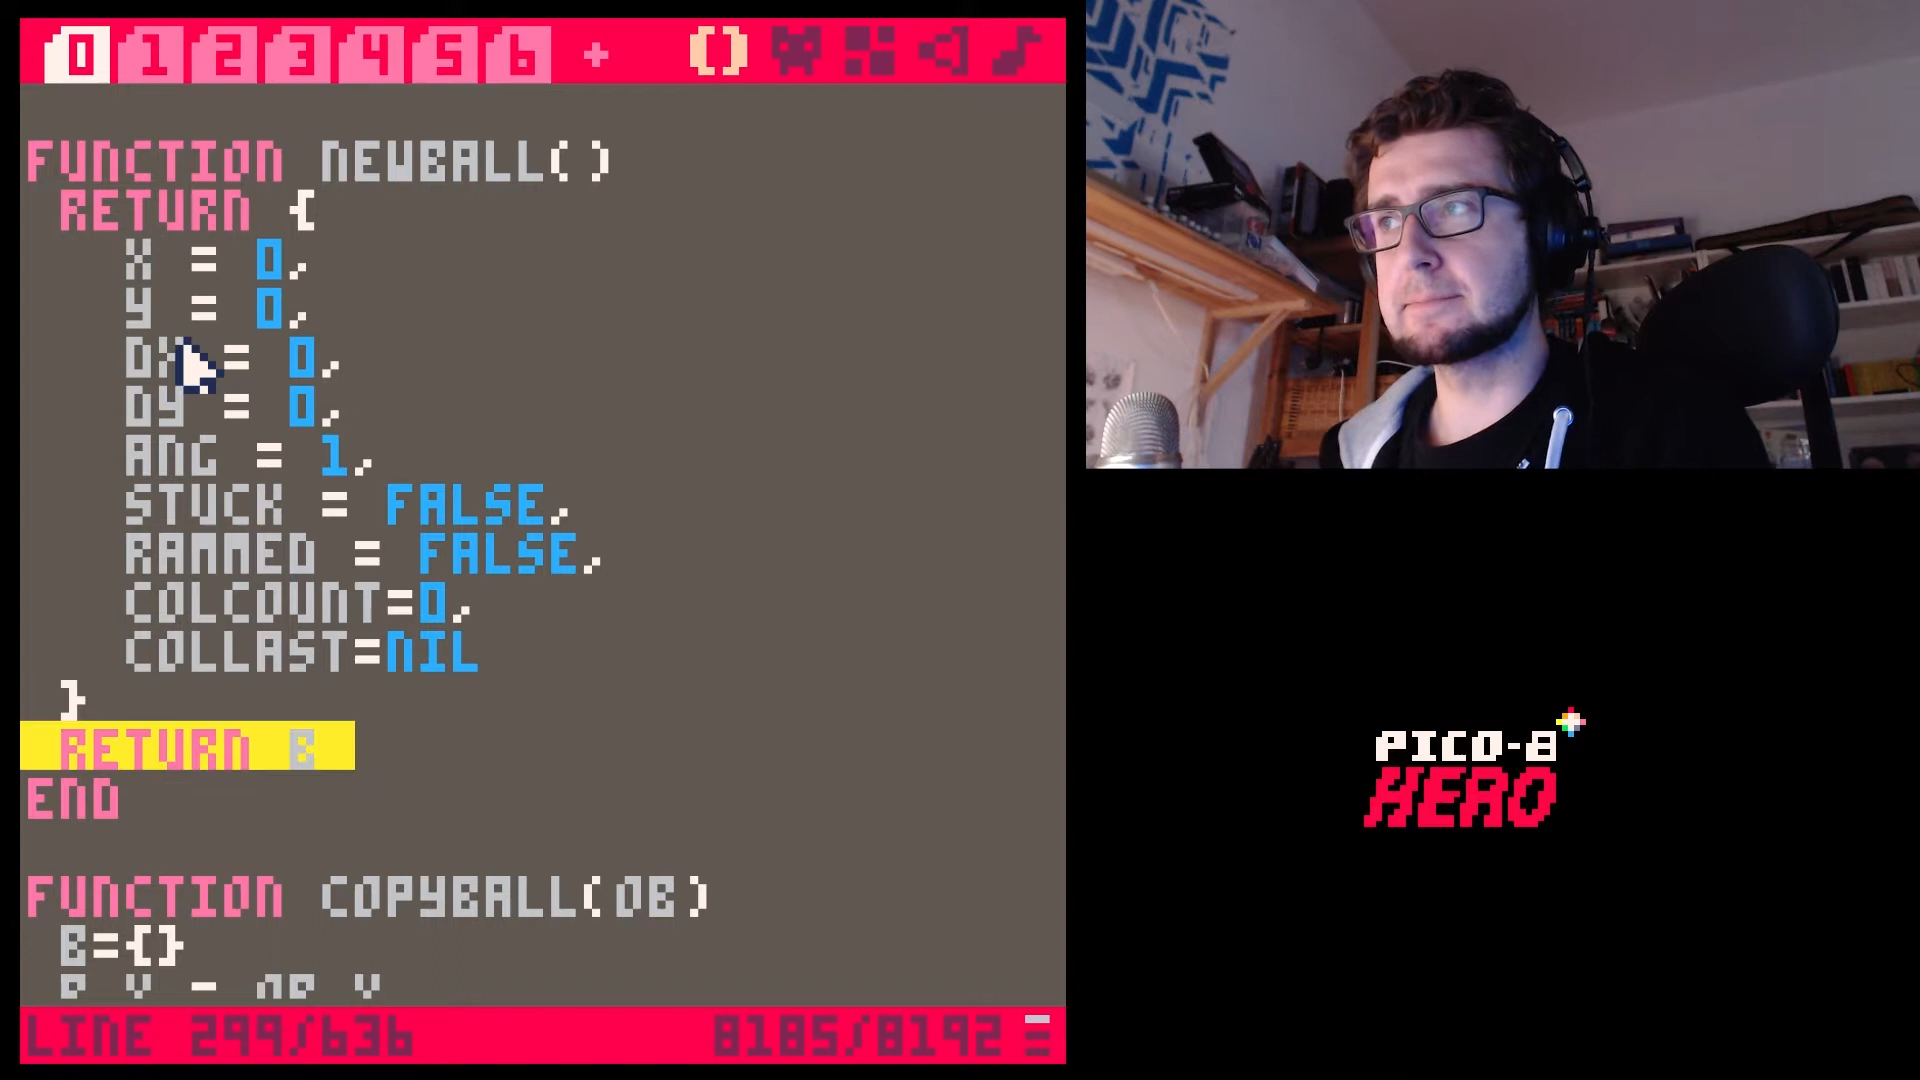 0 1 2 3 4 5 6 + ()
FUNCTION NEWBALL()
RETURN {
X = 0,
Y = 0,
DX = 0,
DY = 0,
ANG = 1,
STUCK = FALSE,
RAMMED = FALSE,
COLCOUNT=0,
COLLAST=NIL
}
RETURN B
END
FUNCTION COPYBALL(OB)
B={}
B.X = OB.X
LINE 299/636
8185/8192
PICO-8
HERO